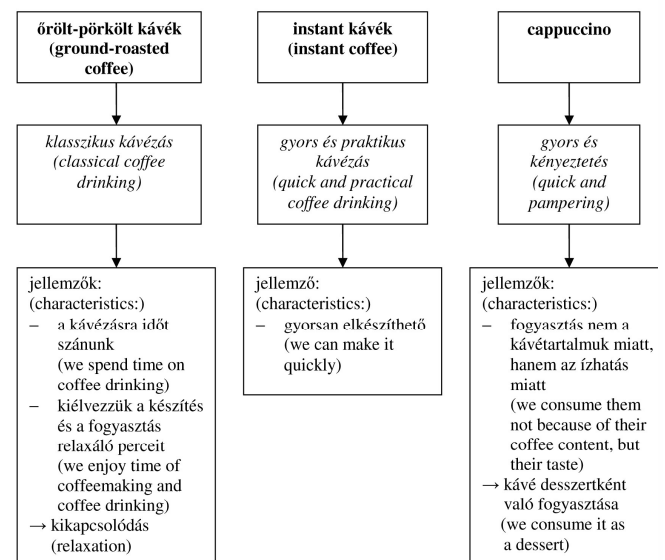 őrölt-pörkölt kávék
(ground-roasted
coffee)
klasszikus kávézás
(classical coffee
drinking)
jellemzők:
(characteristics:)
– a kávézásra időt
szánunk
(we spend time on
coffee drinking)
– kiélvezzük a készítés
és a fogyasztás
relaxáló perceit
(we enjoy time of
coffeemaking and
coffee drinking)
→ kikapcsolódás
(relaxation)
instant kávék
(instant coffee)
gyors és praktikus
kávézás
(quick and practical
coffee drinking)
jellemző:
(characteristics:)
– gyorsan elkészíthető
(we can make it
quickly)
cappuccino
gyors és
kényeztetés
(quick and
pampering)
jellemzők:
(characteristics:)
– fogyasztás nem a
kávétartalmuk miatt,
hanem az ízhatás
miatt
(we consume them
not because of their
coffee content, but
their taste)
→ kávé desszertként
való fogyasztása
(we consume it as
a dessert)